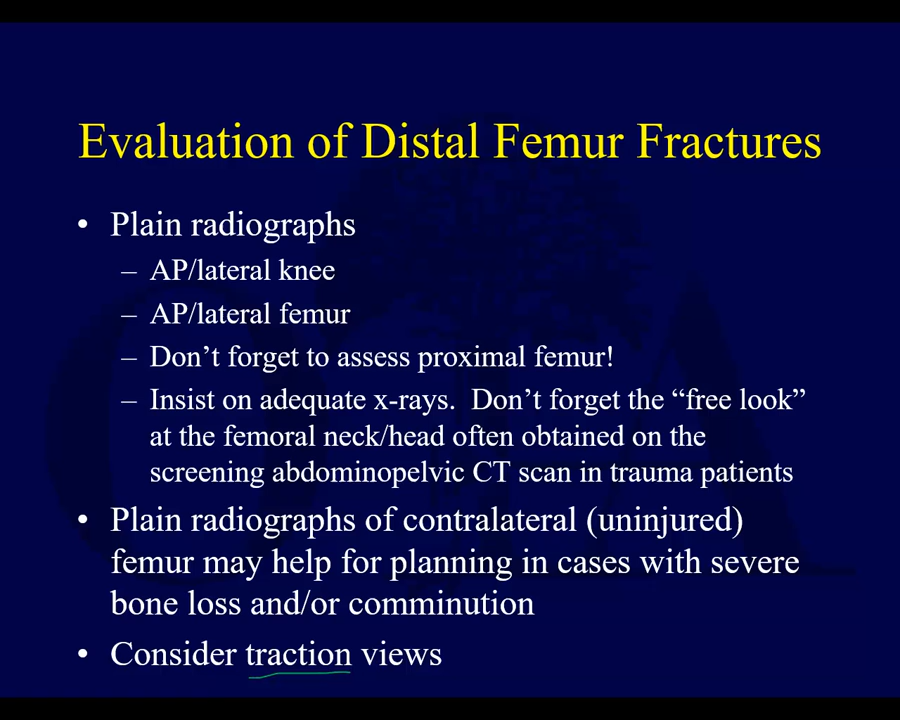 Evaluation of Distal Femur Fractures
• Plain radiographs
– AP/lateral knee
– AP/lateral femur
– Don’t forget to assess proximal femur!
– Insist on adequate x-rays.  Don’t forget the “free look”
at the femoral neck/head often obtained on the
screening abdominopelvic CT scan in trauma patients
• Plain radiographs of contralateral (uninjured)
femur may help for planning in cases with severe
bone loss and/or comminution
• Consider traction views